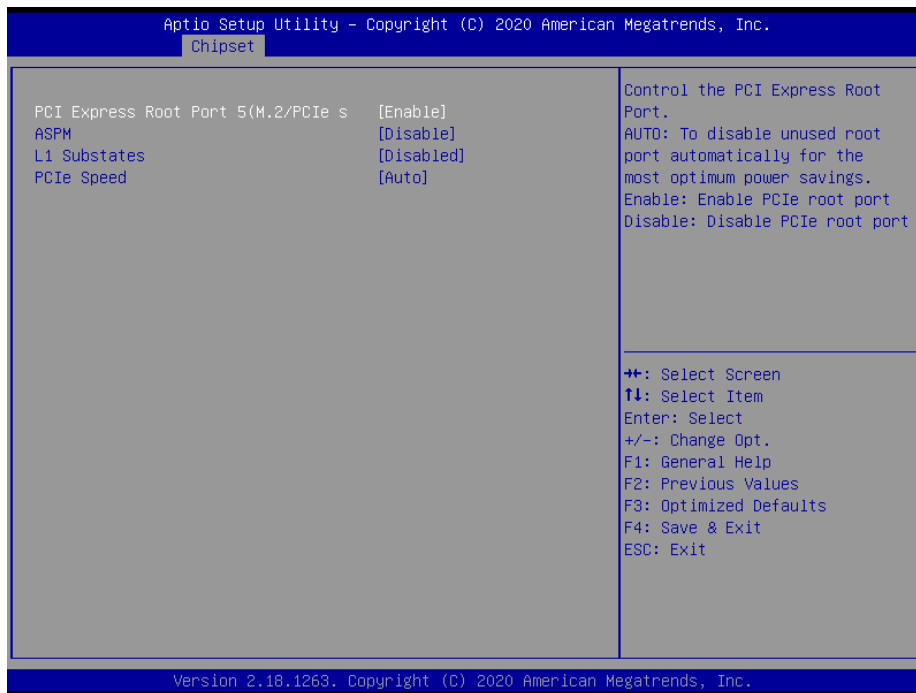 Aptio Setup Utility – Copyright (C) 2020 American Megatrends, Inc.
Chipset
PCI Express Root Port 5(M.2/PCIe s [Enable]
ASPM [Disable]
L1 Substates [Disabled]
PCIe Speed [Auto]
Control the PCI Express Root
Port.
AUTO: To disable unused root
port automatically for the
most optimum power savings.
Enable: Enable PCIe root port
Disable: Disable PCIe root port
→←: Select Screen
↑↓: Select Item
Enter: Select
+/-: Change Opt.
F1: General Help
F2: Previous Values
F3: Optimized Defaults
F4: Save & Exit
ESC: Exit
Version 2.18.1263. Copyright (C) 2020 American Megatrends, Inc.